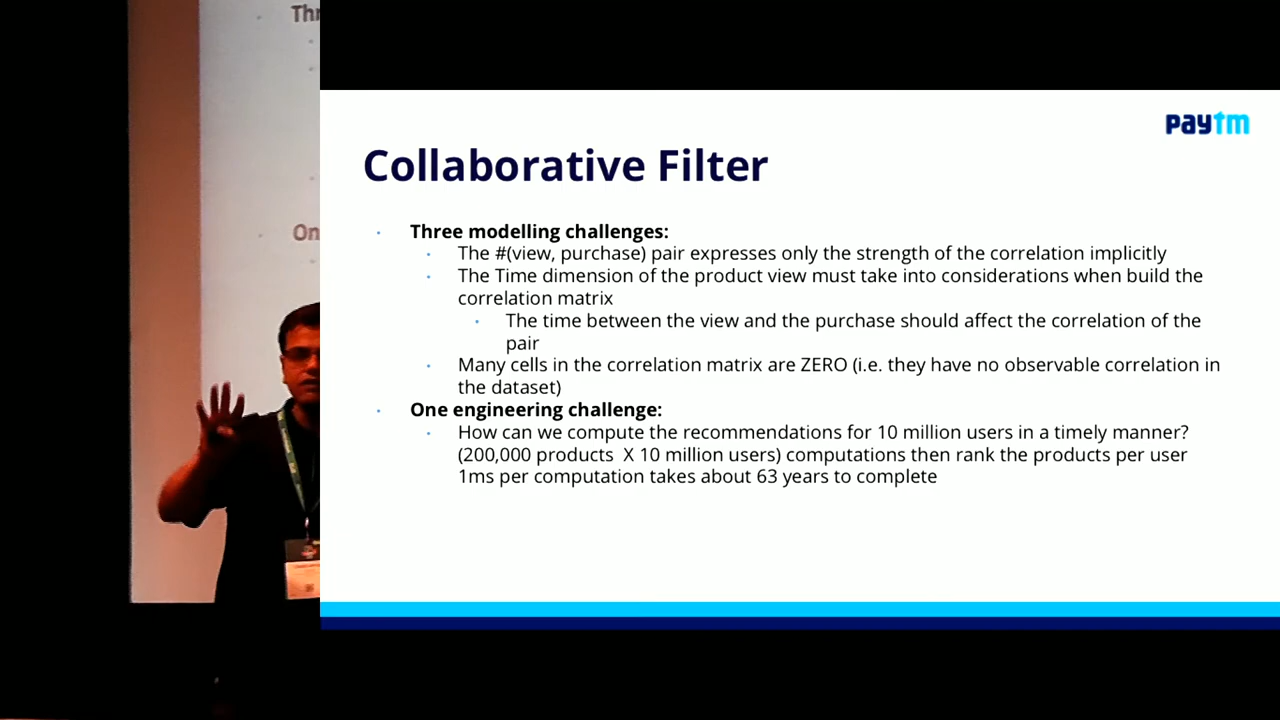 Thr
On
paytm
Collaborative Filter
Three modelling challenges:
The #(view, purchase) pair expresses only the strength of the correlation implicitly
The Time dimension of the product view must take into considerations when build the
correlation matrix
The time between the view and the purchase should affect the correlation of the
pair
Many cells in the correlation matrix are ZERO (i.e. they have no observable correlation in
the dataset)
One engineering challenge:
How can we compute the recommendations for 10 million users in a timely manner?
(200,000 products X 10 million users) computations then rank the products per user
1ms per computation takes about 63 years to complete